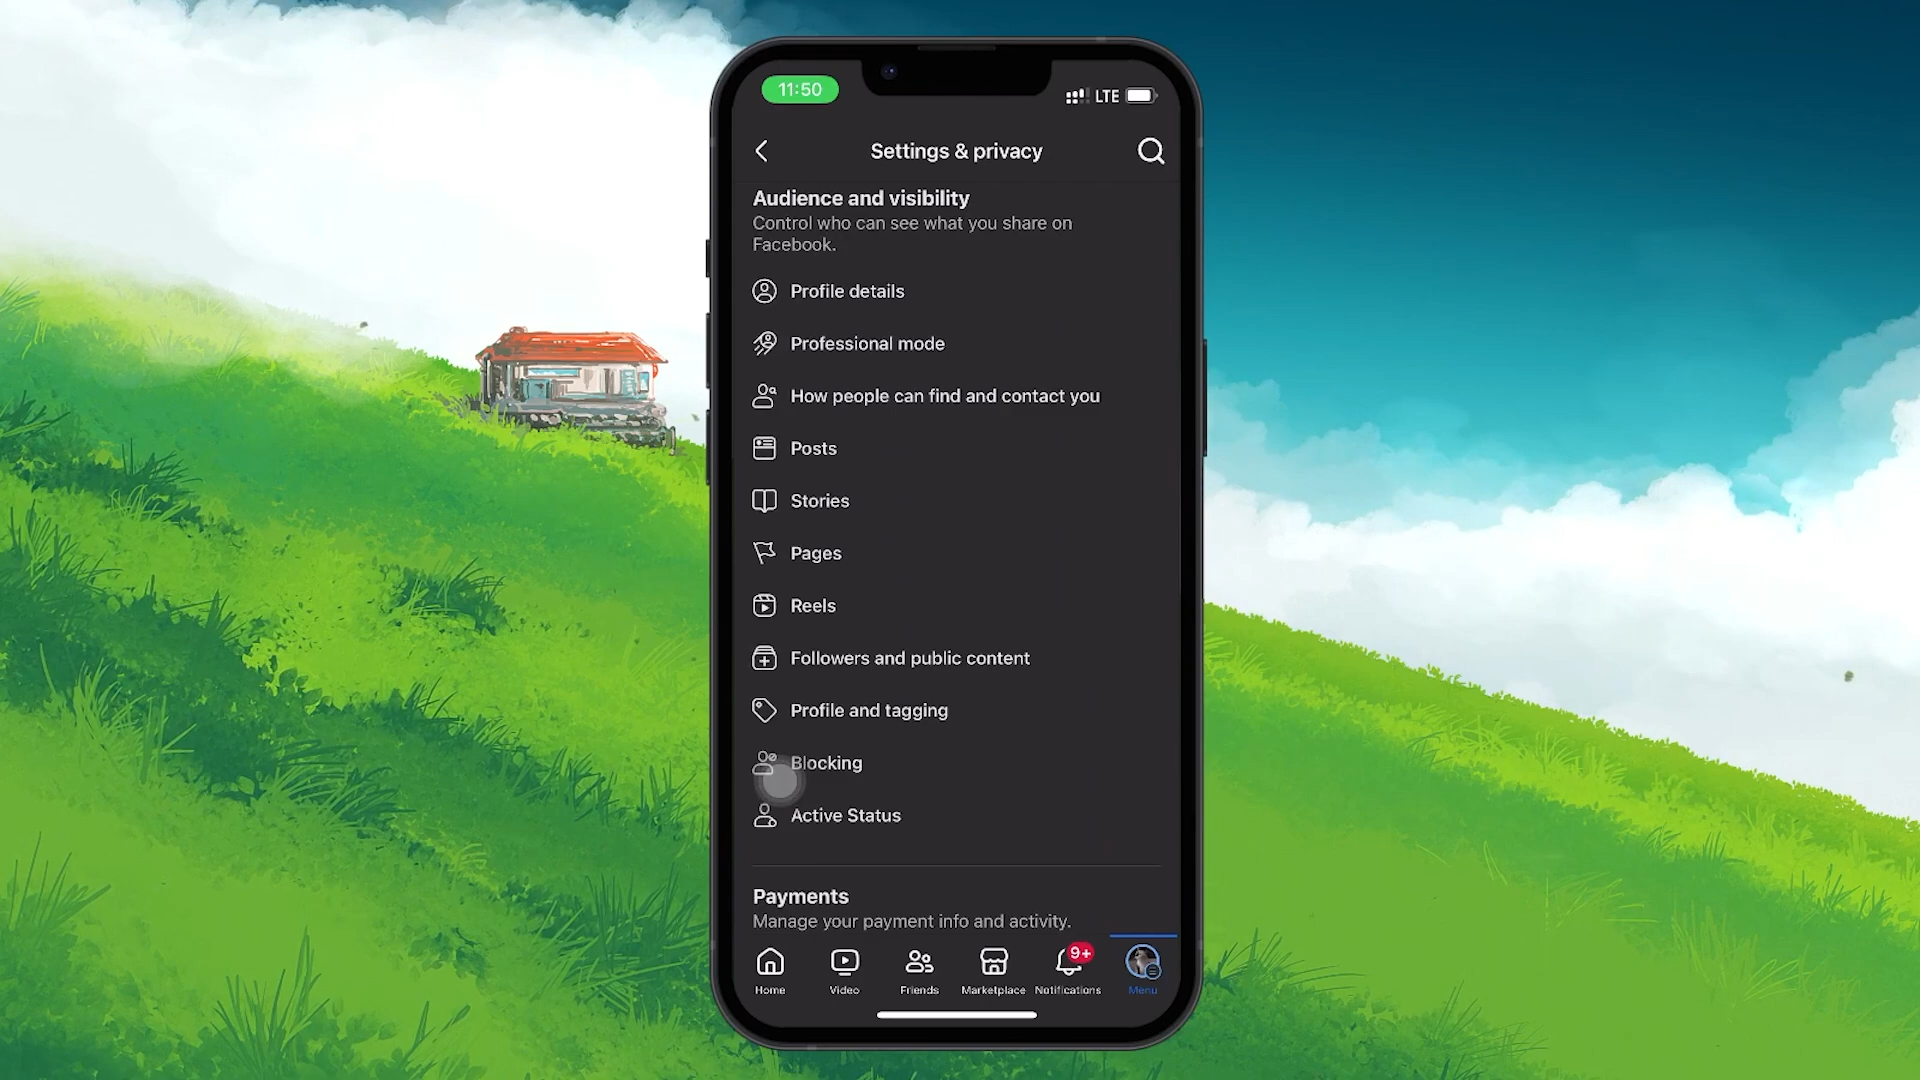 11:50
LTE
Settings & privacy
Audience and visibility
Control who can see what you share on
Facebook.
Profile details
Professional mode
How people can find and contact you
Posts
Stories
Pages
Reels
Followers and public content
Profile and tagging
Blocking
Active Status
Payments
Manage your payment info and activity.
9+
Home Video Friends Marketplace Notifications Menu